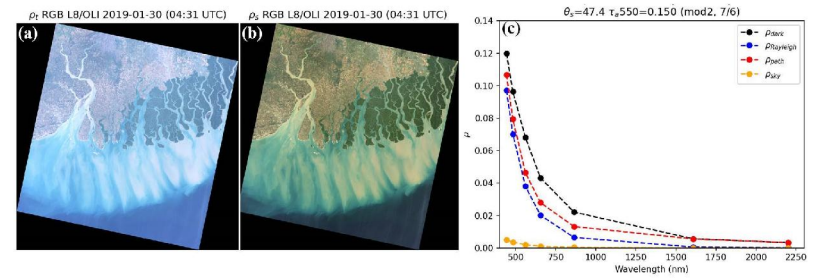 ρt RGB L8/OLI 2019-01-30 (04:31 UTC)
ρs RGB L8/OLI 2019-01-30 (04:31 UTC)
θs=47.4 τa550=0.150 (mod2, 7/6)
(a)
(b)
(c)
ρdark
ρRayleigh
ρpath
ρsky
ρ
0.14
0.12
0.10
0.08
0.06
0.04
0.02
0.00
500 750 1000 1250 1500 1750 2000 2250
Wavelength (nm)